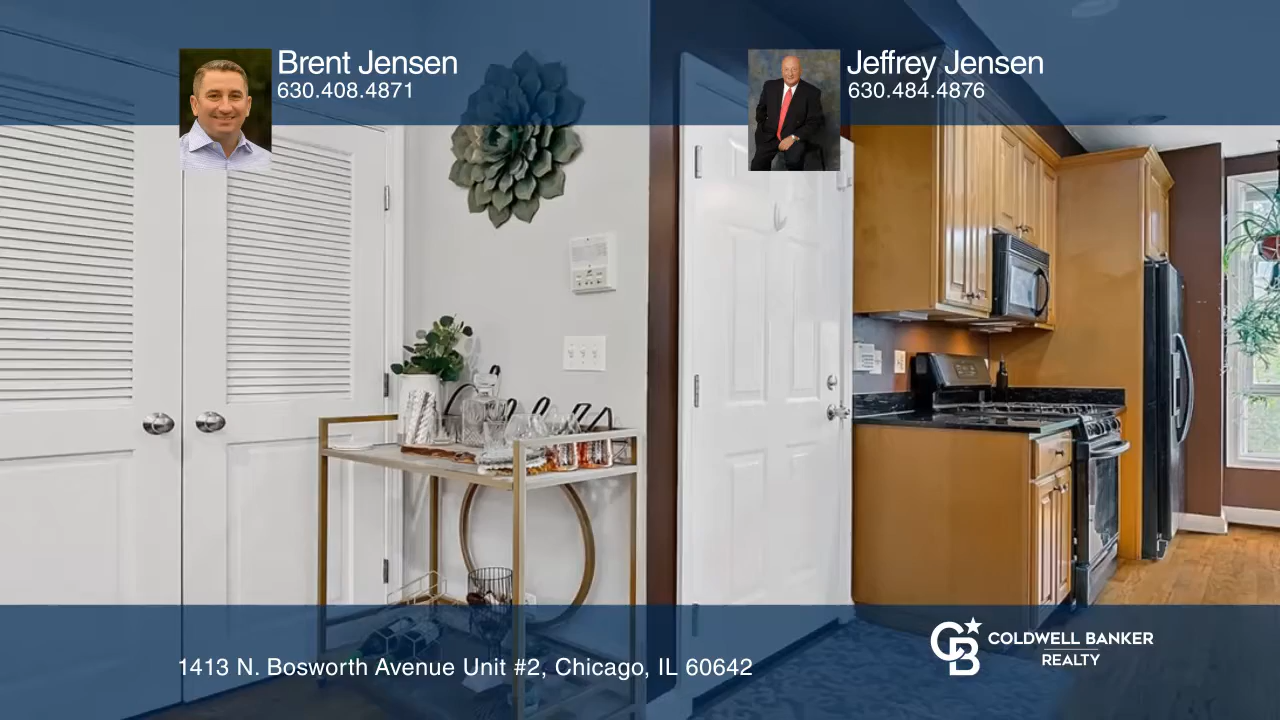 Brent Jensen
630.408.4871
Jeffrey Jensen
630.484.4876
1413 N. Bosworth Avenue Unit #2, Chicago, IL 60642
CB
COLDWELL BANKER
REALTY